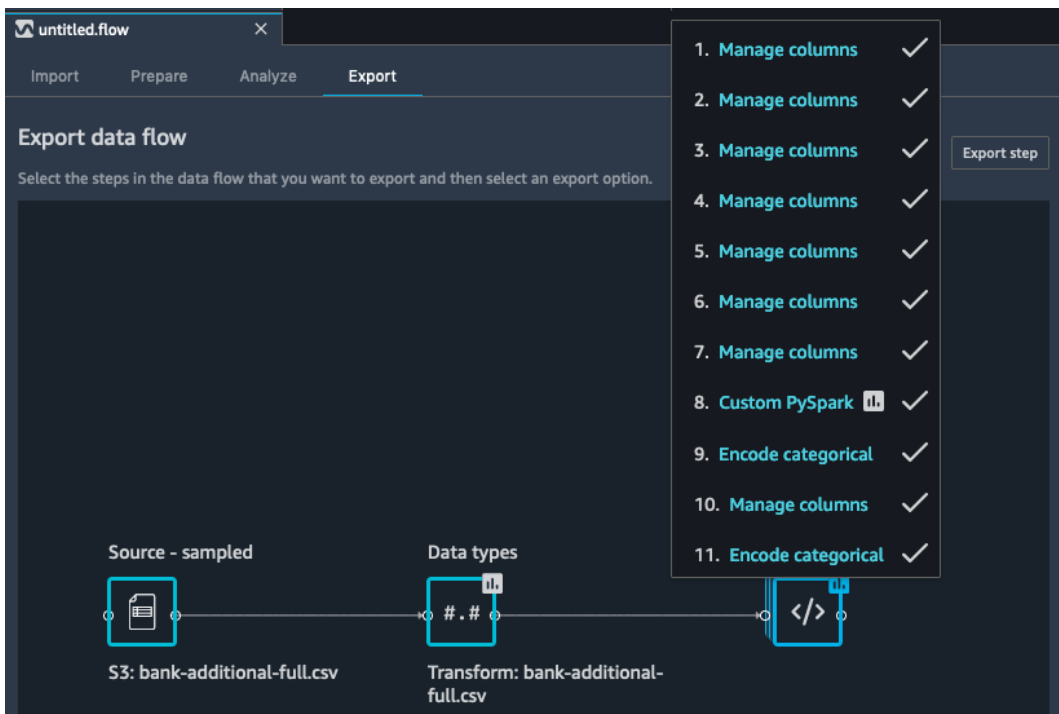 untitled.flow
Import Prepare Analyze Export
Export data flow
Select the steps in the data flow that you want to export and then select an export option.
Export step
1. Manage columns
2. Manage columns
3. Manage columns
4. Manage columns
5. Manage columns
6. Manage columns
7. Manage columns
8. Custom PySpark
9. Encode categorical
10. Manage columns
11. Encode categorical
Source - sampled
S3: bank-additional-full.csv
Data types
#.#
Transform: bank-additional-
full.csv
</>